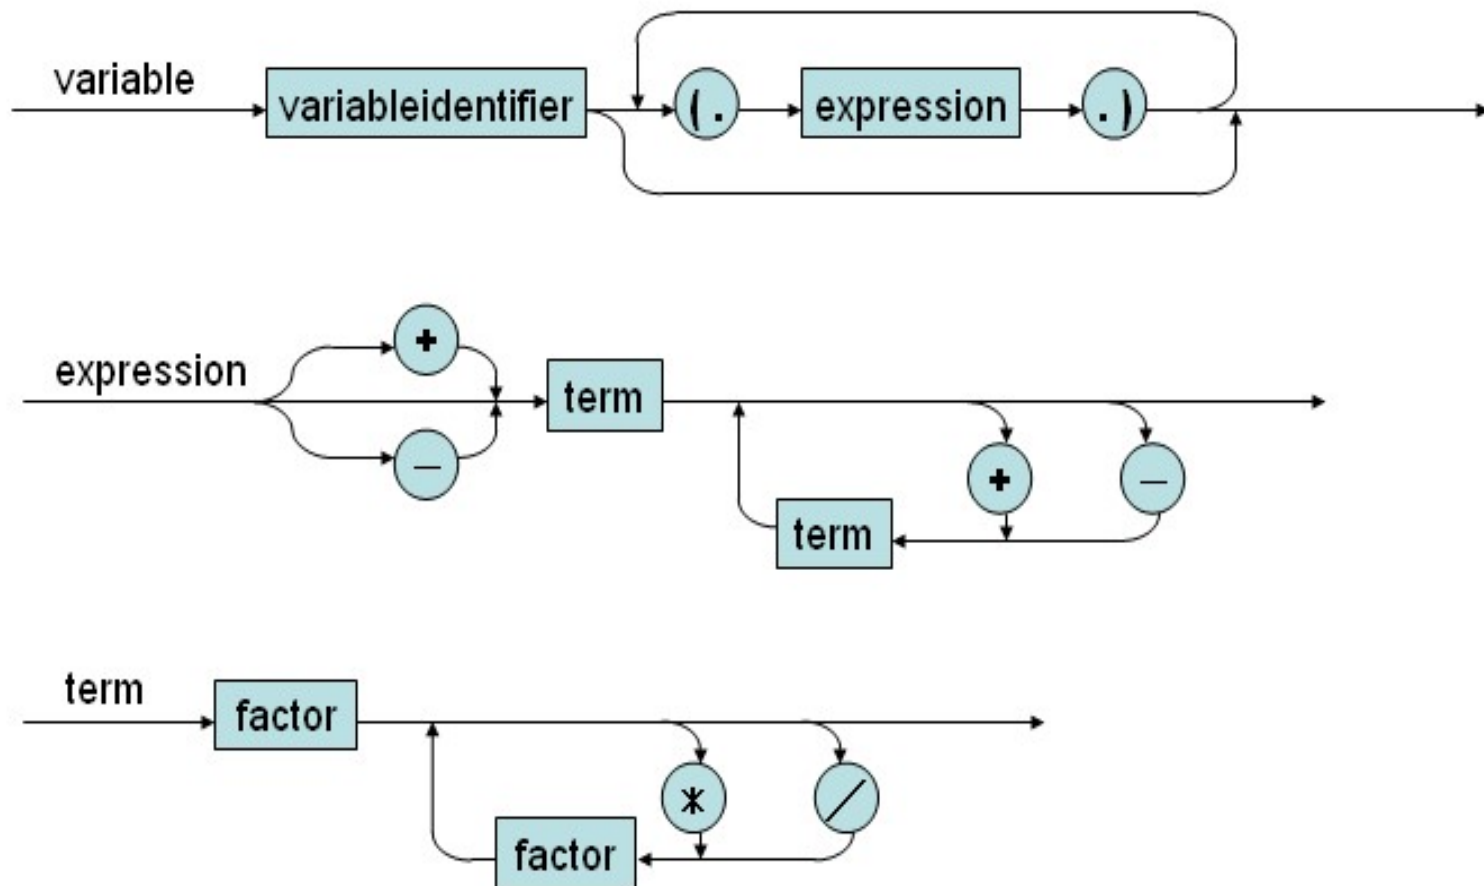 variable variableidentifier (. expression .)
+
expression term
—
+ —
term
term factor
* /
factor